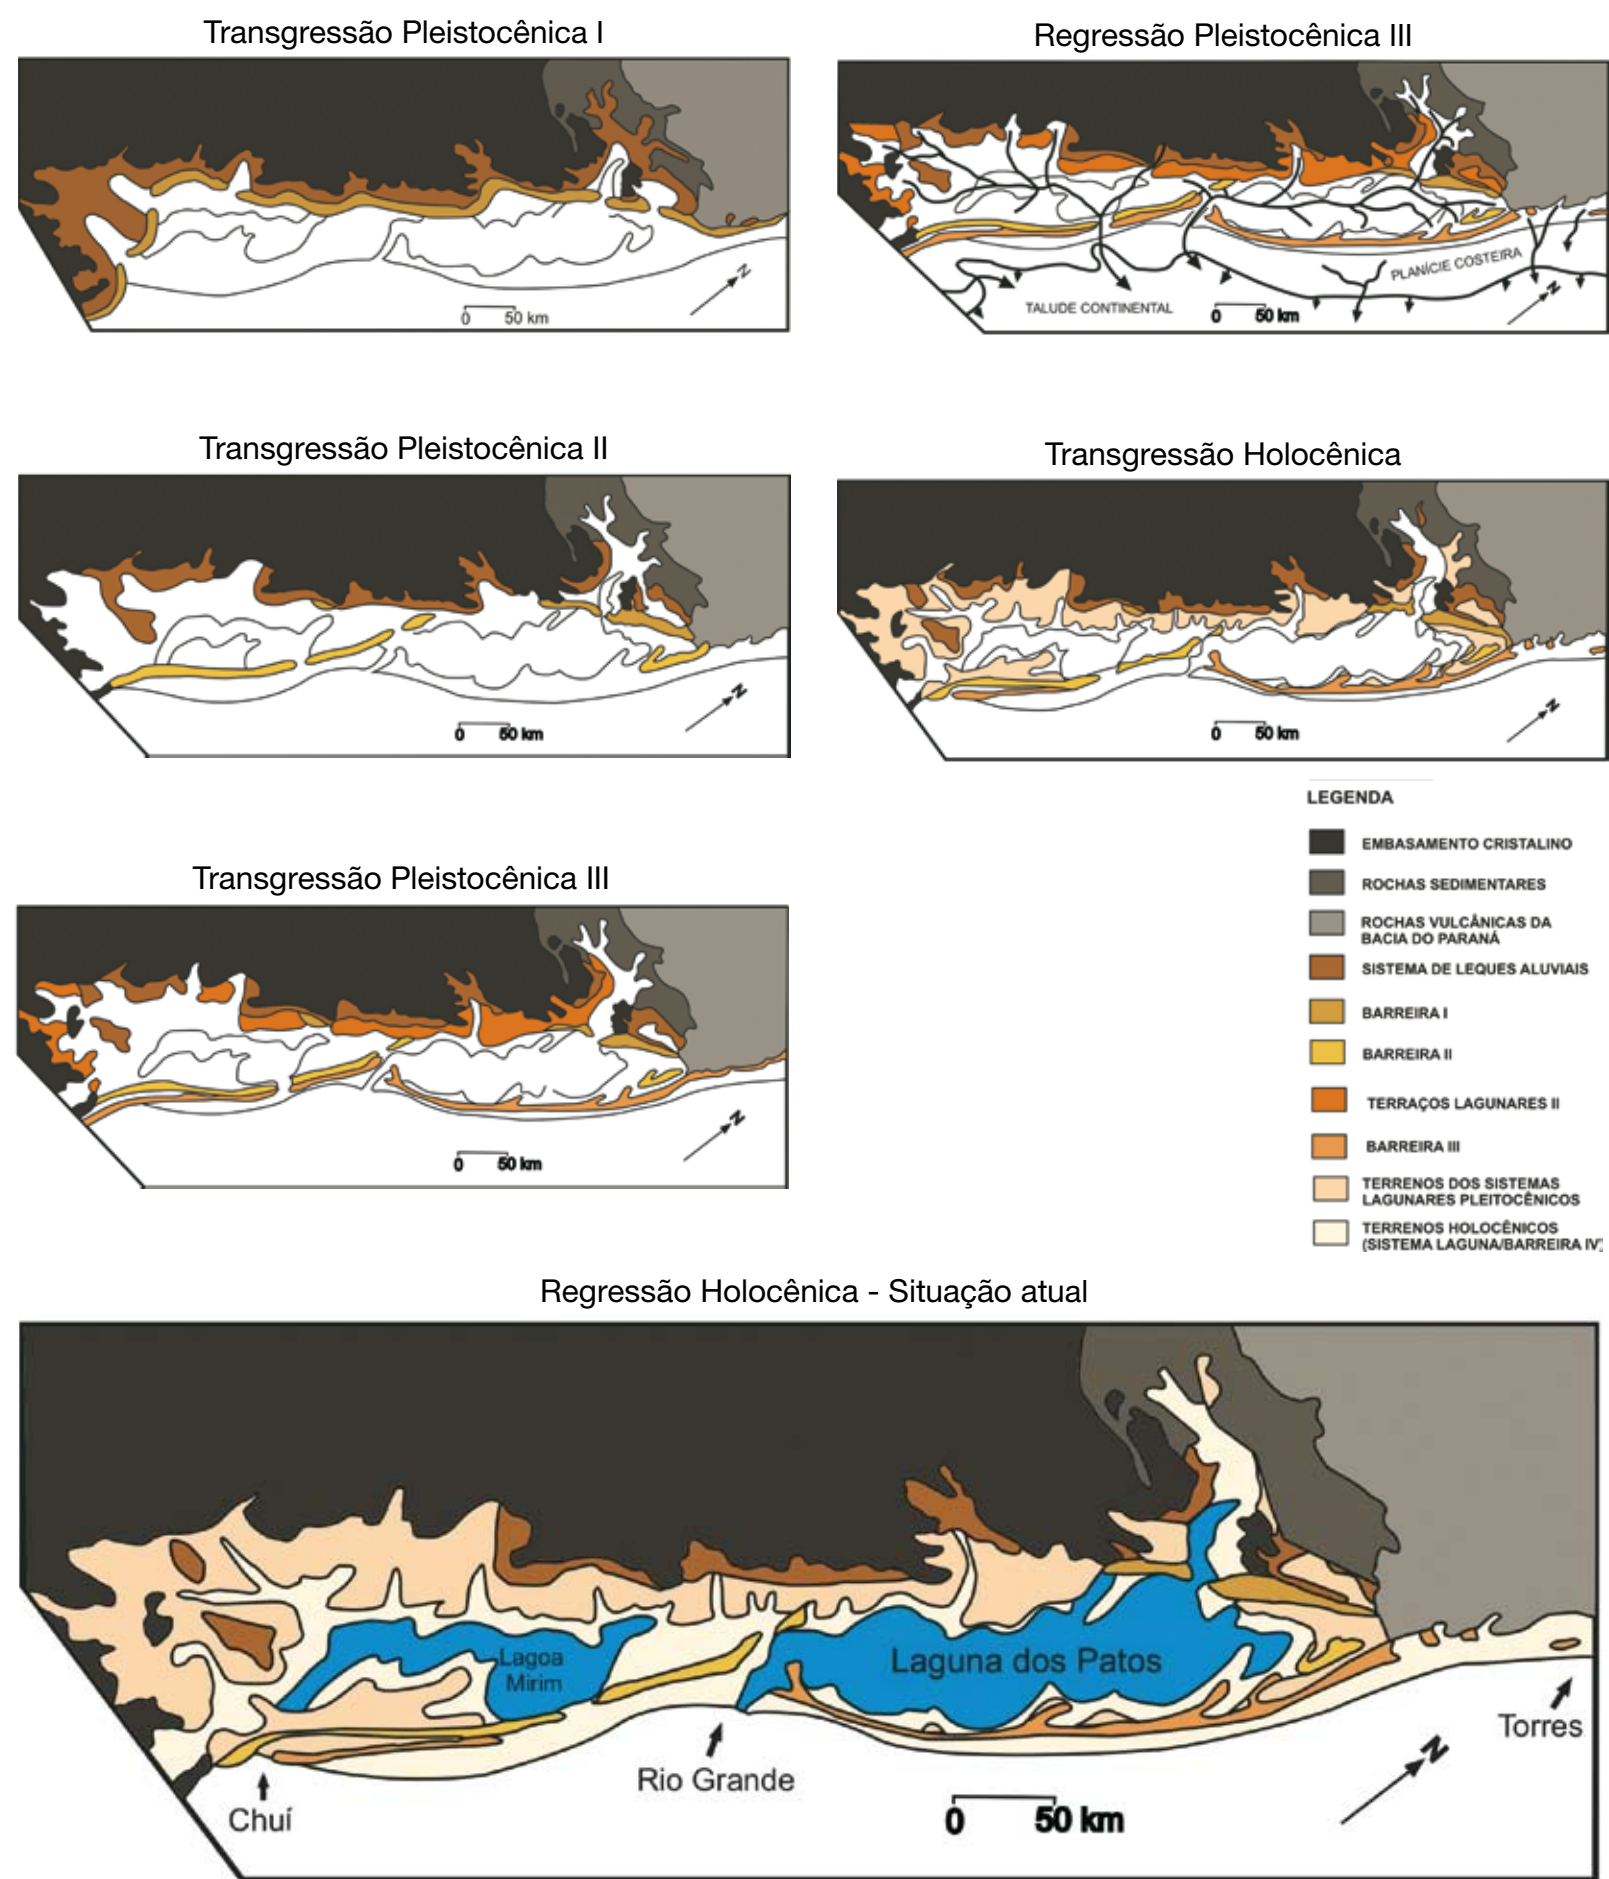 Transgressão Pleistocênica I
N
0 50 km
Regressão Pleistocênica III
PLANÍCIE COSTEIRA
TALUDE CONTINENTAL
0 50 km
N
Transgressão Pleistocênica II
N
0 50 km
Transgressão Holocênica
N
0 50 km
Transgressão Pleistocênica III
N
0 50 km
LEGENDA
EMBASAMENTO CRISTALINO
ROCHAS SEDIMENTARES
ROCHAS VULCÂNICAS DA
BACIA DO PARANÁ
SISTEMA DE LEQUES ALUVIAIS
BARREIRA I
BARREIRA II
TERRAÇOS LAGUNARES II
BARREIRA III
TERRENOS DOS SISTEMAS
LAGUNARES PLEITOCÊNICOS
TERRENOS HOLOCÊNICOS
(SISTEMA LAGUNA/BARREIRA IV)
Regressão Holocênica - Situação atual
Lagoa
Mirim
Laguna dos Patos
Torres
Rio Grande
N
Chuí
0 50 km